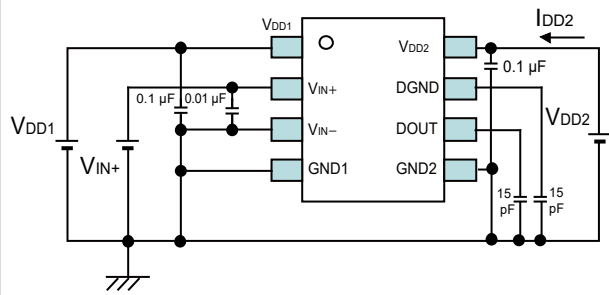 VDD1
VDD2
IDD2
VIN+
DGND
0.1 µF
0.1 µF
0.01 µF
VDD1
VIN−
DOUT
VDD2
VIN+
GND1
GND2
15
pF
15
pF